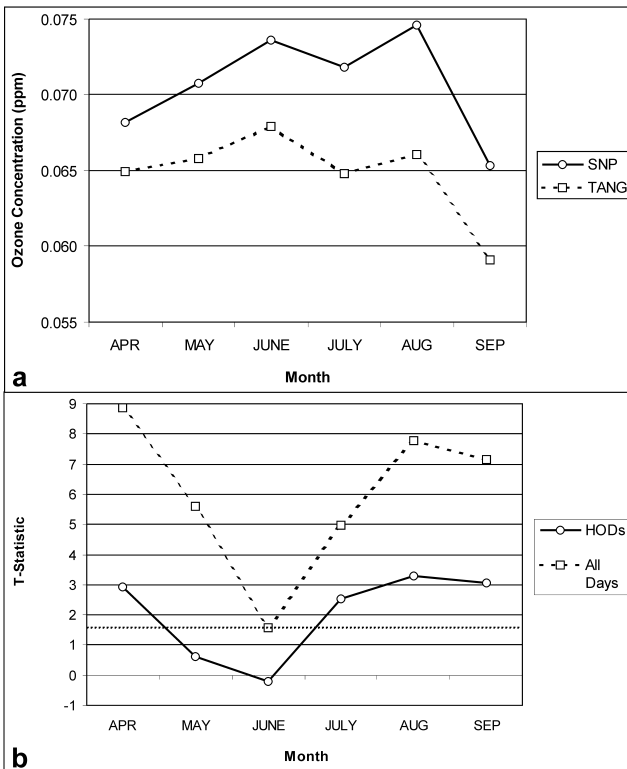 0.075
0.070
0.065
0.060
0.055
Ozone Concentration (ppm)
APR MAY JUNE JULY AUG SEP
Month
SNP
TANG
a
9
8
7
6
5
4
3
2
1
0
-1
T-Statistic
APR MAY JUNE JULY AUG SEP
Month
HODs
All
Days
b